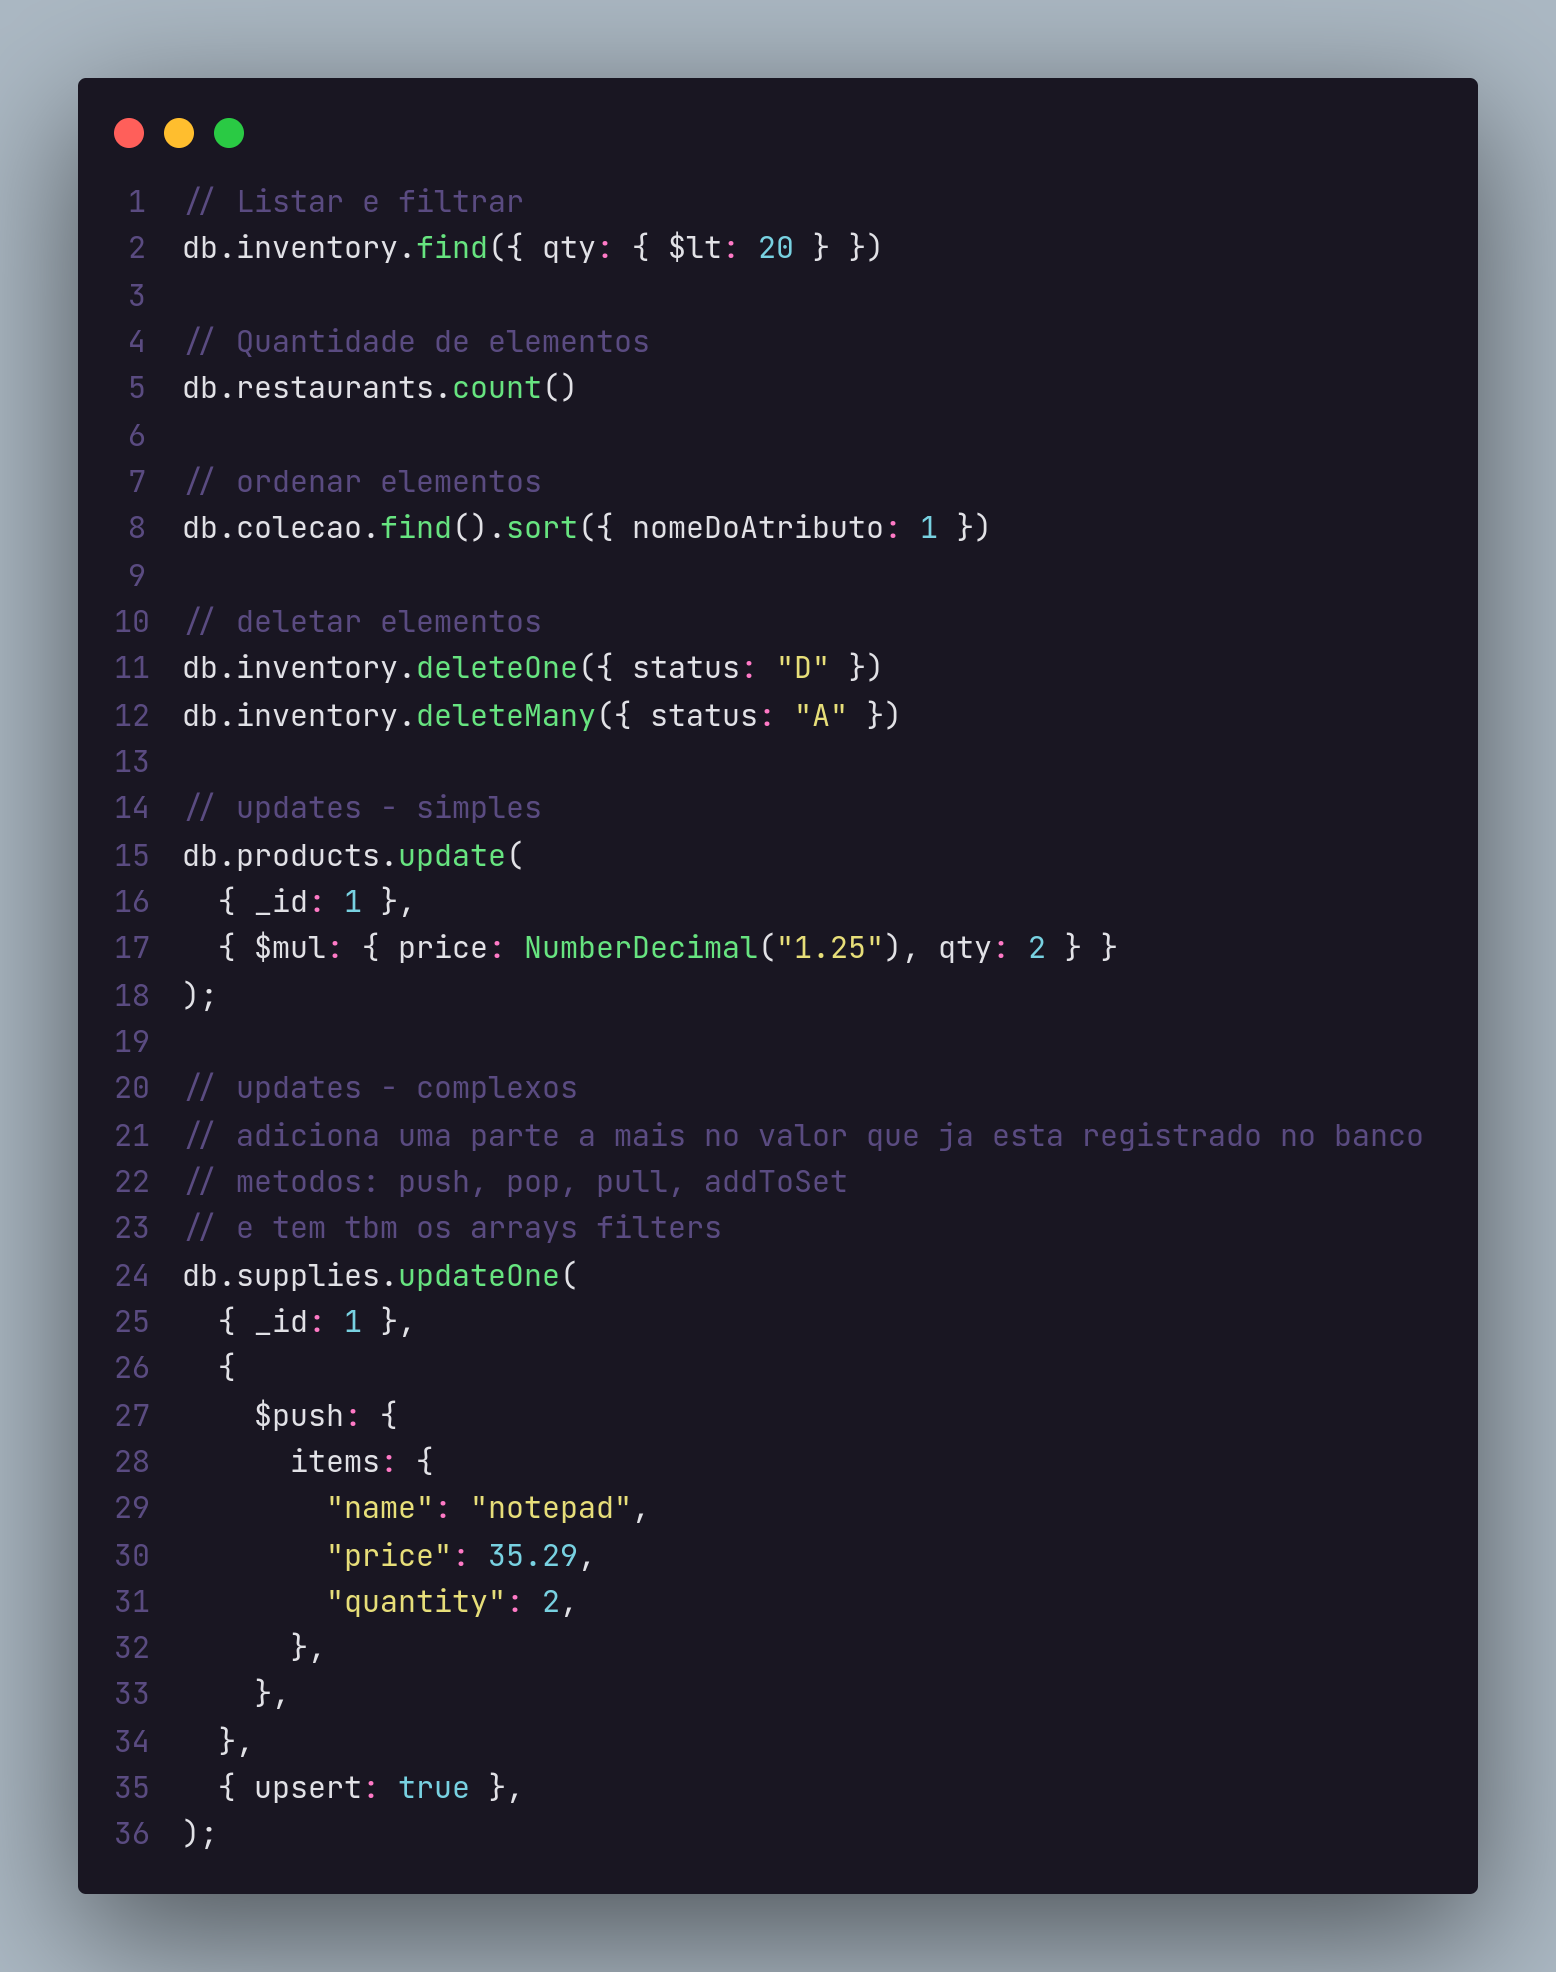 1 // Listar e filtrar
2 db.inventory.find({ qty: { $lt: 20 } })
3
4 // Quantidade de elementos
5 db.restaurants.count()
6
7 // ordenar elementos
8 db.colecao.find().sort({ nomeDoAtributo: 1 })
9
10 // deletar elementos
11 db.inventory.deleteOne({ status: "D" })
12 db.inventory.deleteMany({ status: "A" })
13
14 // updates - simples
15 db.products.update(
16   { _id: 1 },
17   { $mul: { price: NumberDecimal("1.25"), qty: 2 } }
18 );
19
20 // updates - complexos
21 // adiciona uma parte a mais no valor que ja esta registrado no banco
22 // metodos: push, pop, pull, addToSet
23 // e tem tbm os arrays filters
24 db.supplies.updateOne(
25   { _id: 1 },
26   {
27     $push: {
28       items: {
29         "name": "notepad",
30         "price": 35.29,
31         "quantity": 2,
32       },
33     },
34   },
35   { upsert: true },
36 );